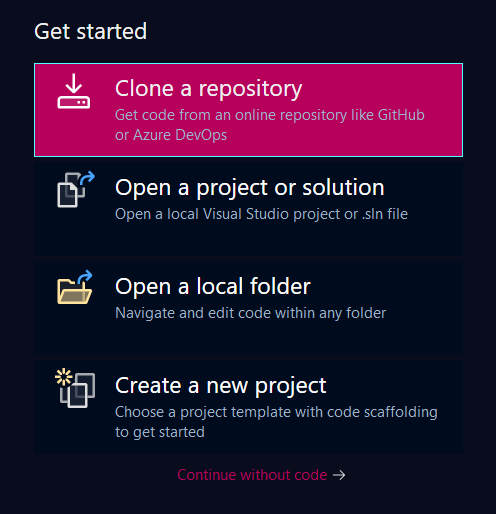 Get started
Clone a repository
Get code from an online repository like GitHub
or Azure DevOps
Open a project or solution
Open a local Visual Studio project or .sln file
Open a local folder
Navigate and edit code within any folder
Create a new project
Choose a project template with code scaffolding
to get started
Continue without code →